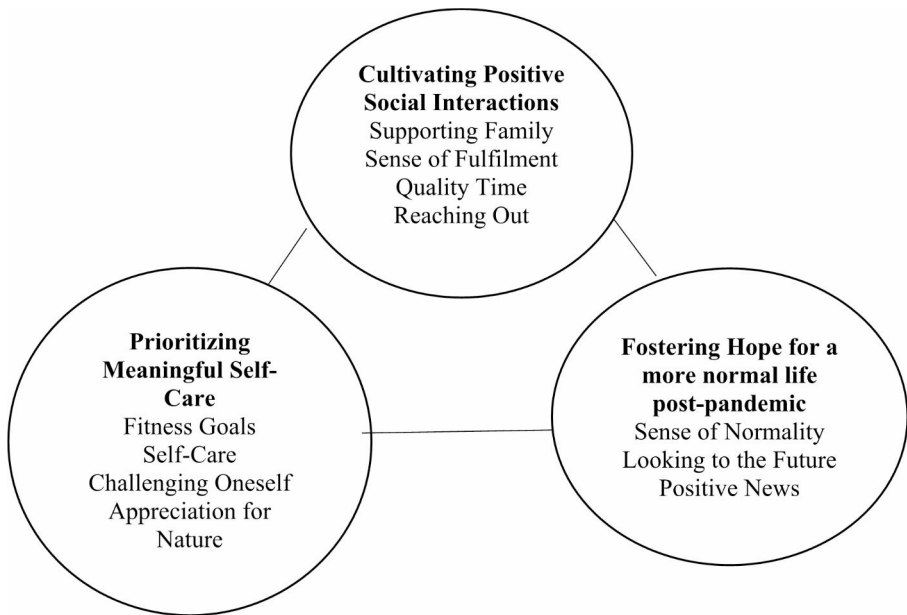 Cultivating Positive
Social Interactions
Supporting Family
Sense of Fulfilment
Quality Time
Reaching Out
Prioritizing
Meaningful Self-
Care
Fitness Goals
Self-Care
Challenging Oneself
Appreciation for
Nature
Fostering Hope for a
more normal life
post-pandemic
Sense of Normality
Looking to the Future
Positive News